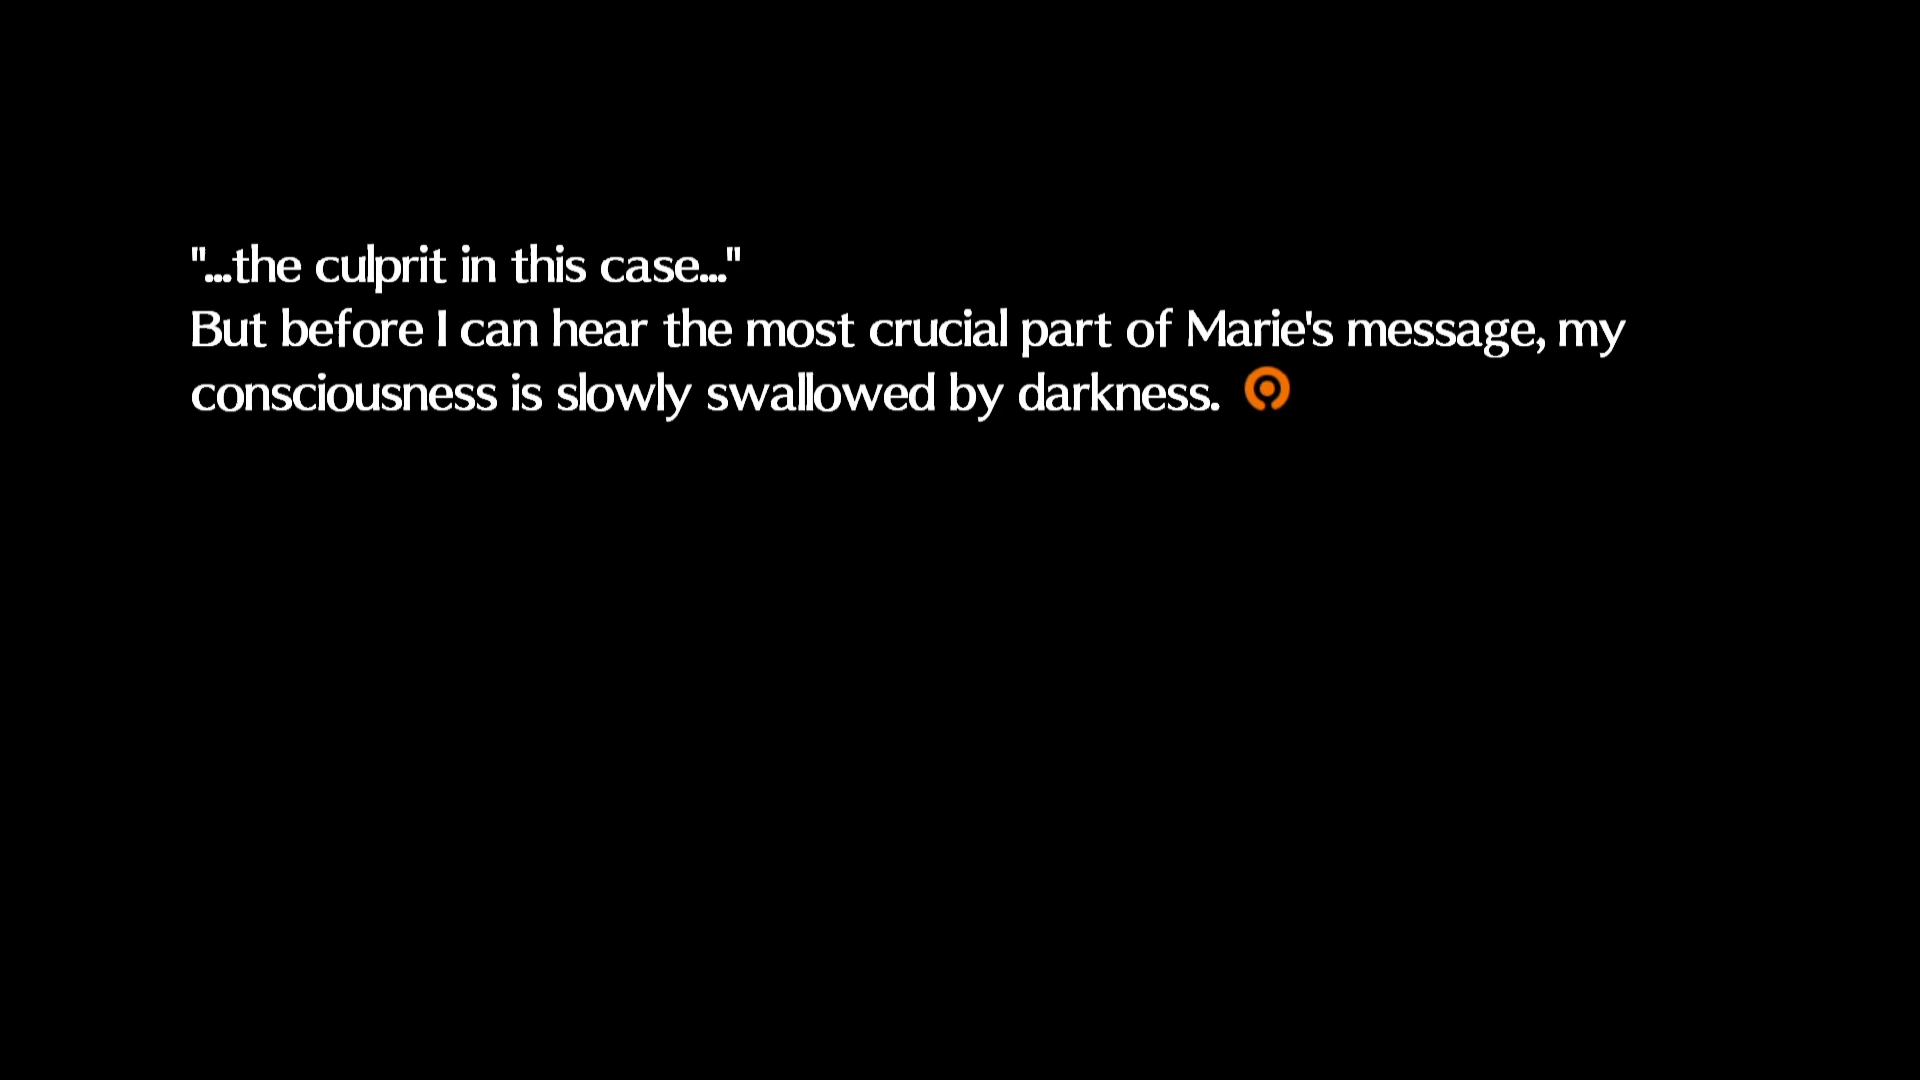 "...the culprit in this case..."
But before I can hear the most crucial part of Marie's message, my
consciousness is slowly swallowed by darkness.